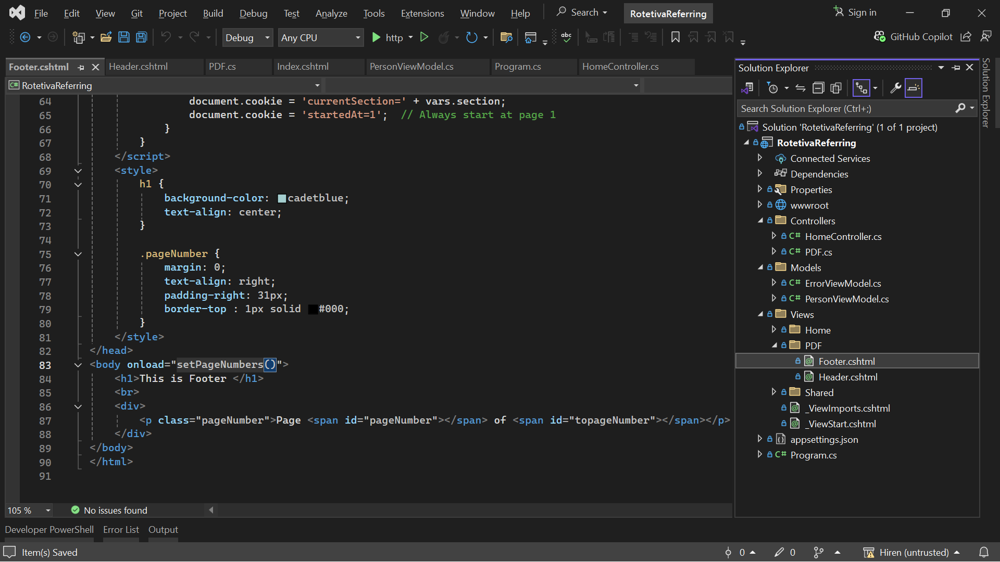 File Edit View Git Project Build Debug Test Analyze Tools Extensions Window Help Search RotetivaReferring Sign in
Debug Any CPU http GitHub Copilot
Footer.cshtml Header.cshtml PDF.cs Index.cshtml PersonViewModel.cs Program.cs HomeController.cs
C# RotetivaReferring
64 document.cookie = 'currentSection=' + vars.section;
65 document.cookie = 'startedAt=1'; // Always start at page 1
66 }
67 }
68 </script>
69 <style>
70 h1 {
71 background-color: cadetblue;
72 text-align: center;
73 }
74
75 .pageNumber {
76 margin: 0;
77 text-align: right;
78 padding-right: 31px;
79 border-top : 1px solid #000;
80 }
81 </style>
82 </head>
83 <body onload="setPageNumbers()">
84 <h1>This is Footer </h1>
85 <br>
86 <div>
87 <p class="pageNumber">Page <span id="pageNumber"></span> of <span id="topageNumber"></span></p>
88 </div>
89 </body>
90 </html>
91
105 % No issues found
Developer PowerShell Error List Output
Item(s) Saved 0 0 Hiren (untrusted)
Solution Explorer
Search Solution Explorer (Ctrl+;)
Solution 'RotetivaReferring' (1 of 1 project)
RotetivaReferring
Connected Services
Dependencies
Properties
wwwroot
Controllers
C# HomeController.cs
C# PDF.cs
Models
C# ErrorViewModel.cs
C# PersonViewModel.cs
Views
Home
PDF
Footer.cshtml
Header.cshtml
Shared
_ViewImports.cshtml
_ViewStart.cshtml
appsettings.json
C# Program.cs
Solution Explorer